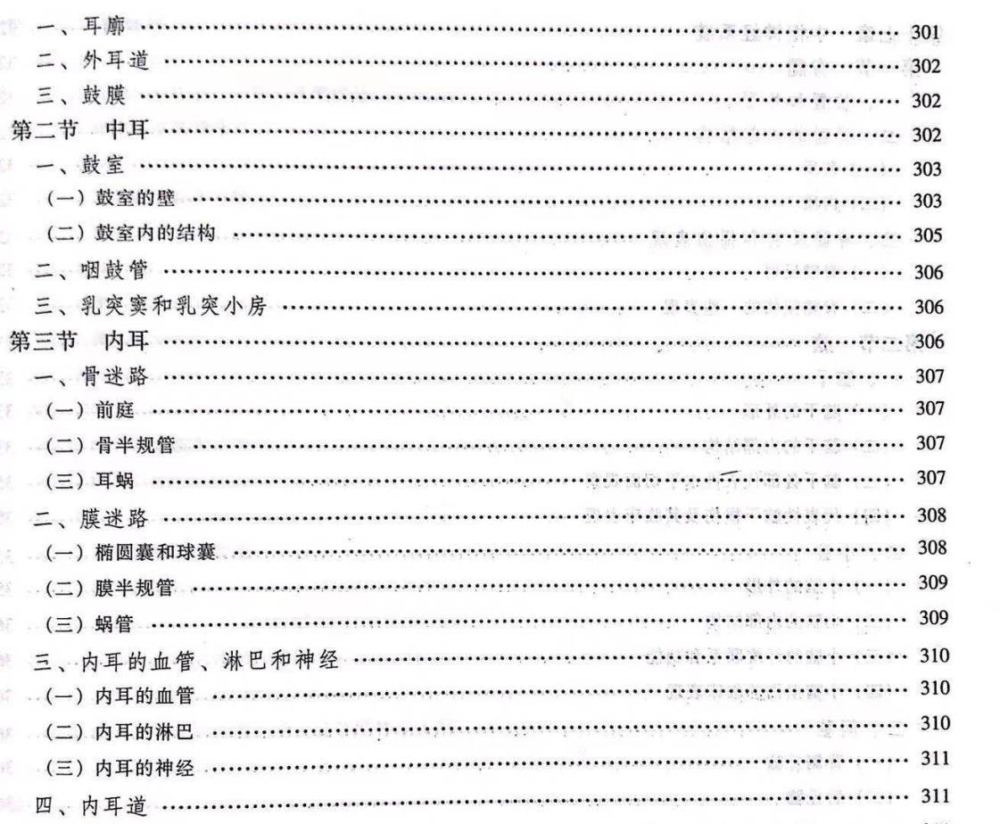 一、耳廓 …… 301
二、外耳道 …… 302
三、鼓膜 …… 302
第二节 中耳 …… 302
一、鼓室 …… 303
(一)鼓室的壁 …… 303
(二)鼓室内的结构 …… 305
二、咽鼓管 …… 306
三、乳突窦和乳突小房 …… 306
第三节 内耳 …… 306
一、骨迷路 …… 307
(一)前庭 …… 307
(二)骨半规管 …… 307
(三)耳蜗 …… 307
二、膜迷路 …… 308
(一)椭圆囊和球囊 …… 308
(二)膜半规管 …… 309
(三)蜗管 …… 309
三、内耳的血管、淋巴和神经 …… 310
(一)内耳的血管 …… 310
(二)内耳的淋巴 …… 310
(三)内耳的神经 …… 311
四、内耳道 …… 311